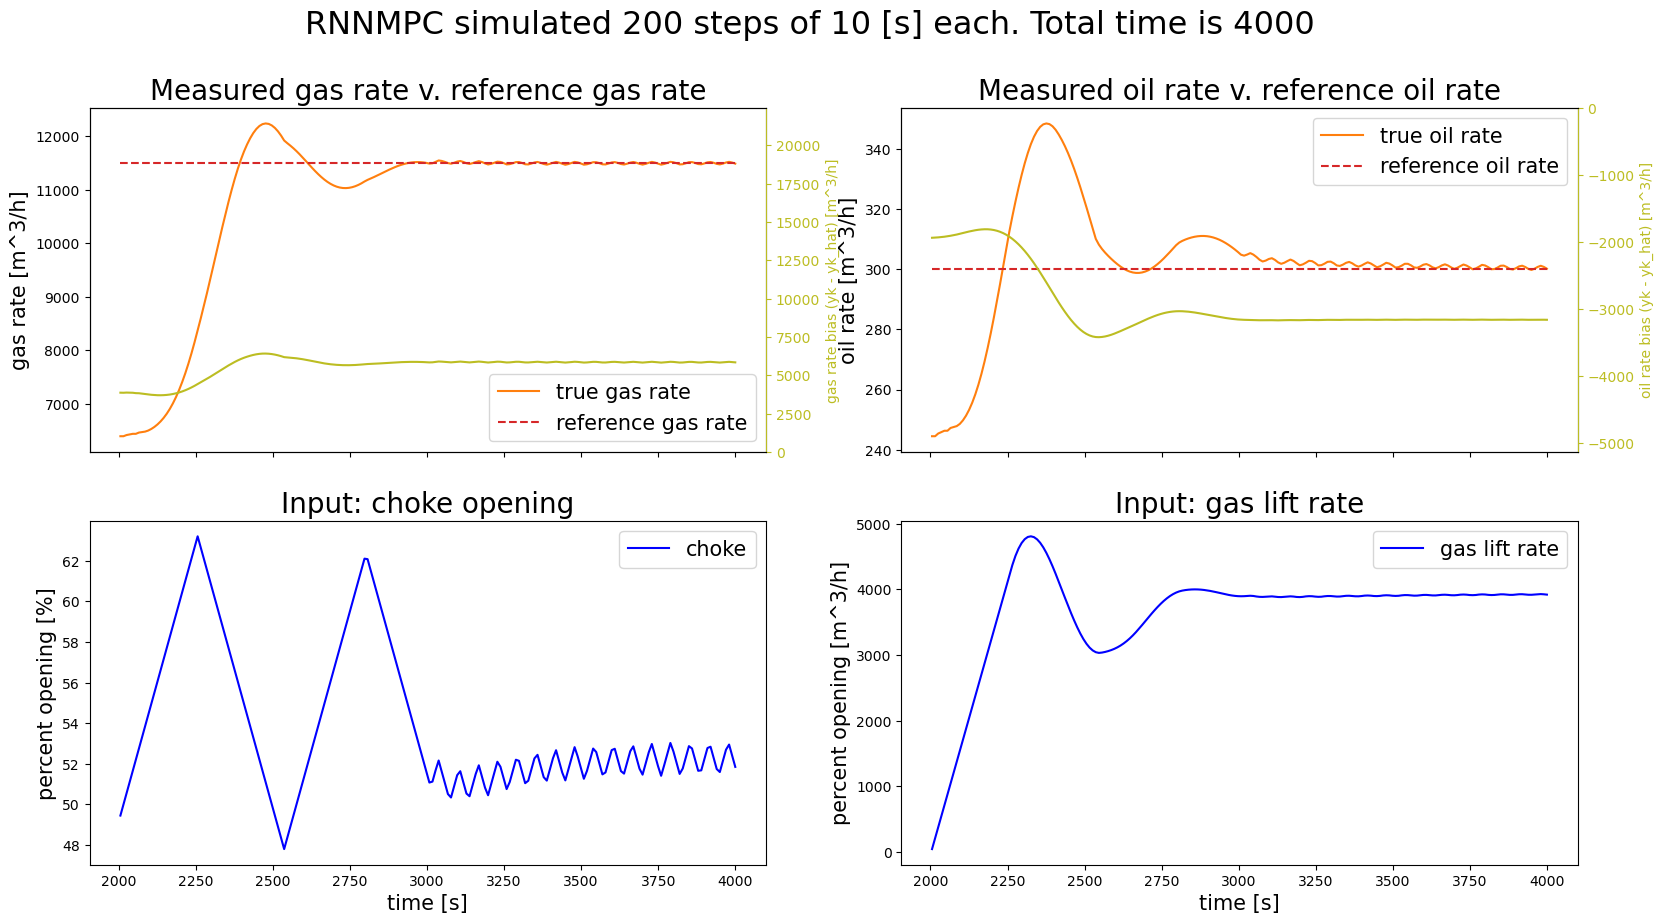 RNNMPC simulated 200 steps of 10 [s] each. Total time is 4000
Measured gas rate v. reference gas rate
gas rate [m^3/h]
12000
11000
10000
9000
8000
7000
20000
17500
15000
12500
10000
7500
5000
2500
0
gas rate bias (yk - yk_hat) [m^3/h]
true gas rate
reference gas rate
Measured oil rate v. reference oil rate
oil rate [m^3/h]
340
320
300
280
260
240
0
−1000
−2000
−3000
−4000
−5000
oil rate bias (yk - yk_hat) [m^3/h]
true oil rate
reference oil rate
Input: choke opening
percent opening [%]
62
60
58
56
54
52
50
48
choke
2000 2250 2500 2750 3000 3250 3500 3750 4000
time [s]
Input: gas lift rate
percent opening [m^3/h]
5000
4000
3000
2000
1000
0
gas lift rate
2000 2250 2500 2750 3000 3250 3500 3750 4000
time [s]